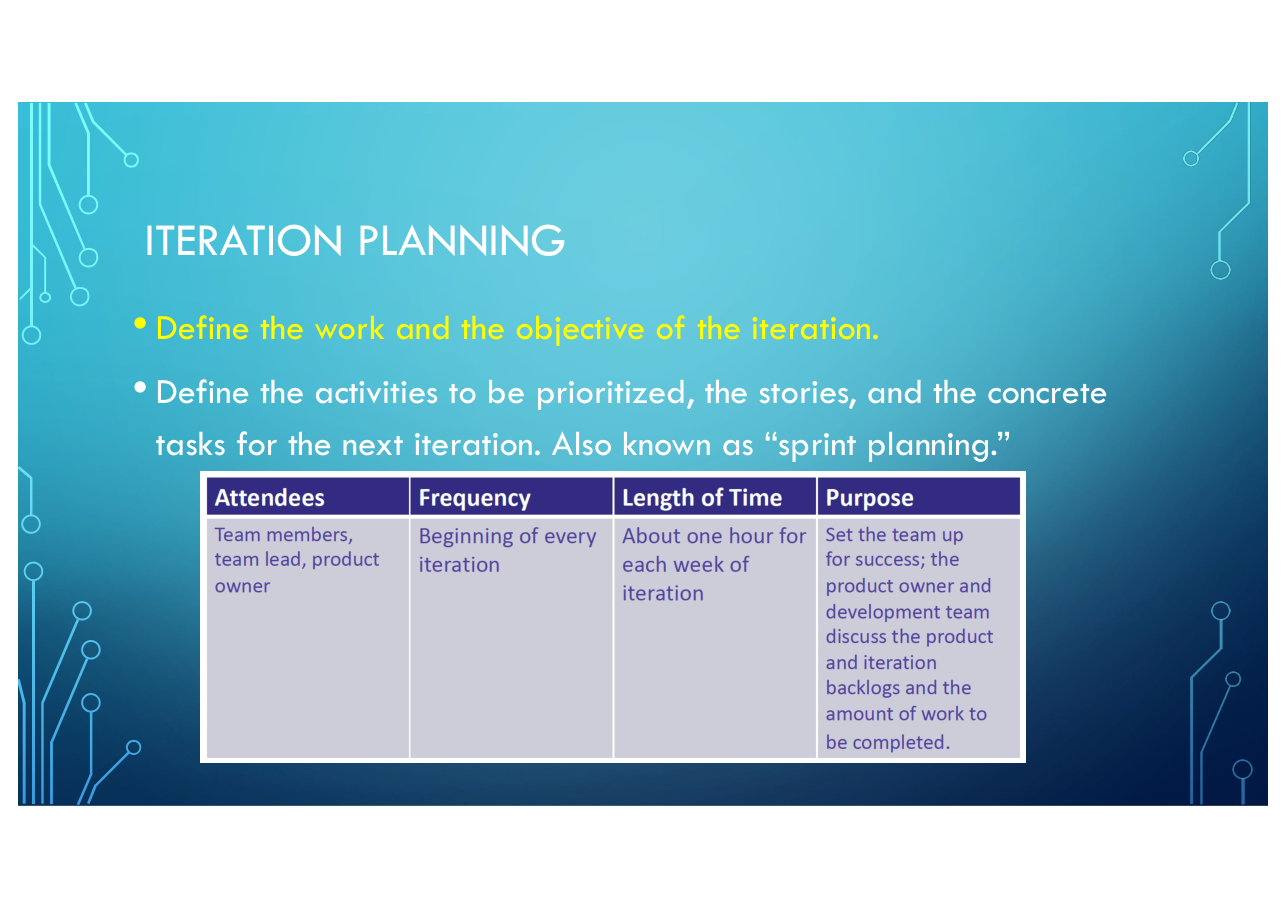 ITERATION PLANNING
• Define the work and the objective of the iteration.
• Define the activities to be prioritized, the stories, and the concrete
tasks for the next iteration. Also known as “sprint planning.”
Attendees
Frequency
Length of Time
Purpose
Team members,
team lead, product
owner
Beginning of every
iteration
About one hour for
each week of
iteration
Set the team up
for success; the
product owner and
development team
discuss the product
and iteration
backlogs and the
amount of work to
be completed.